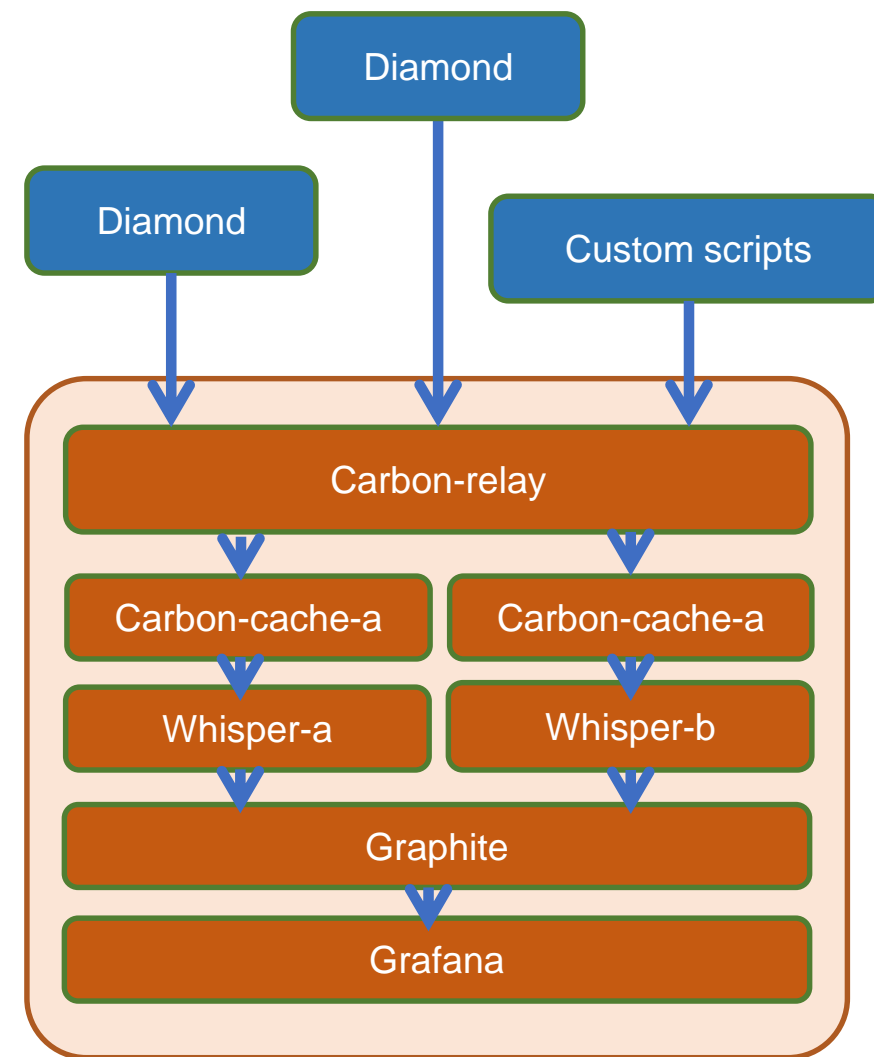 Diamond
Diamond
Custom scripts
Carbon-relay
Carbon-cache-a
Carbon-cache-a
Whisper-a
Whisper-b
Graphite
Grafana